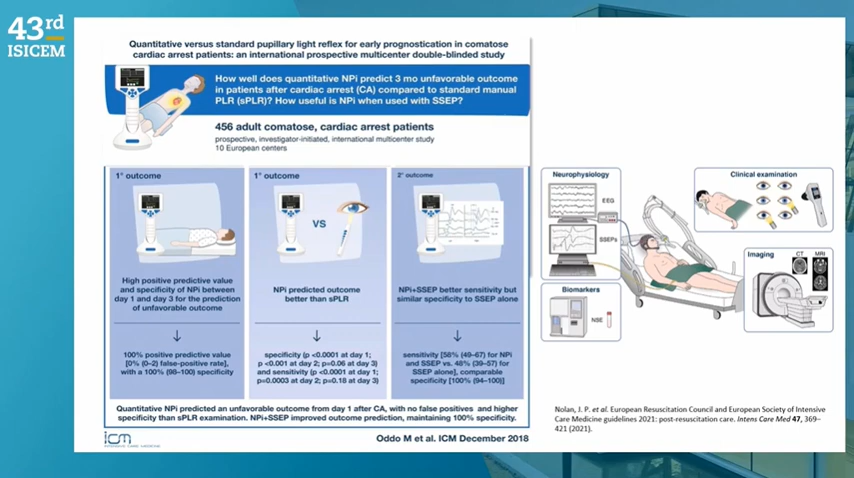 43rd
ISICEM
Quantitative versus standard pupillary light reflex for early prognostication in comatose
cardiac arrest patients: an international prospective multicenter double-blinded study
How well does quantitative NPi predict 3 mo unfavorable outcome
in patients after cardiac arrest (CA) compared to standard manual
PLR (sPLR)? How useful is NPi when used with SSEP?
456 adult comatose, cardiac arrest patients
prospective, investigator-initiated, international multicenter study
10 European centers
1° outcome
High positive predictive value
and specificity of NPi between
day 1 and day 3 for the prediction
of unfavorable outcome
100% positive predictive value
[0% (0–2) false-positive rate],
with a 100% (98–100) specificity
1° outcome
VS
NPi predicted outcome
better than sPLR
specificity (p <0.0001 at day 1;
p <0.001 at day 2; p=0.06 at day 3)
and sensitivity (p <0.0001 at day 1;
p=0.0003 at day 2; p=0.18 at day 3)
2° outcome
NPi+SSEP better sensitivity but
similar specificity to SSEP alone
sensitivity [58% (49–67) for NPi
and SSEP vs. 48% (39–57) for
SSEP alone], comparable
specificity [100% (94–100)]
Quantitative NPi predicted an unfavorable outcome from day 1 after CA, with no false positives and higher
specificity than sPLR examination. NPi+SSEP improved outcome prediction, maintaining 100% specificity.
icm
INTENSIVE CARE MEDICINE
Oddo M et al. ICM December 2018
Neurophysiology
EEG
SSEPs
Biomarkers
NSE
Clinical examination
Imaging
CT
MRI
Nolan, J. P. et al. European Resuscitation Council and European Society of Intensive
Care Medicine guidelines 2021: post-resuscitation care. Intens Care Med 47, 369–
421 (2021).